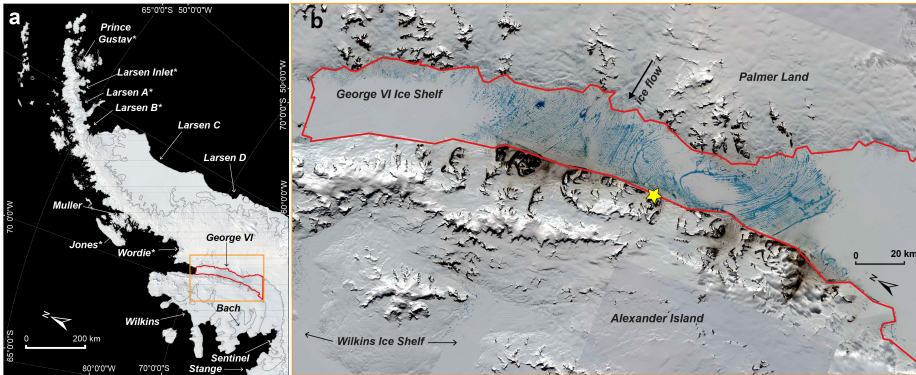 a
65°0'0"W
50°0'0"W
Prince
Gustav*
Larsen Inlet*
Larsen A*
Larsen B*
Larsen C
Larsen D
50°0'0"S
70°0'0"S
60°0'0"W
70°0'0"W
Muller
Jones*
Wordie*
George VI
Bach
Wilkins
Sentinel
Stange
N
0
200 km
65°0'0"S
80°0'0"W
70°0'0"S
b
George VI Ice Shelf
ice flow
Palmer Land
0
20 km
N
Alexander Island
Wilkins Ice Shelf